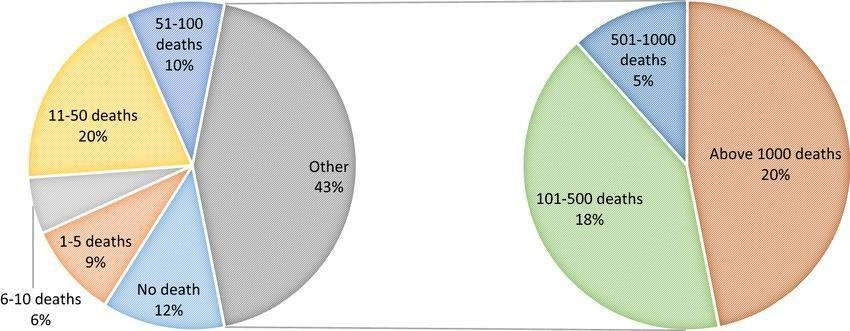 51-100
deaths
10%
11-50 deaths
20%
Other
43%
1-5 deaths
9%
6-10 deaths
6%
No death
12%
501-1000
deaths
5%
Above 1000 deaths
20%
101-500 deaths
18%